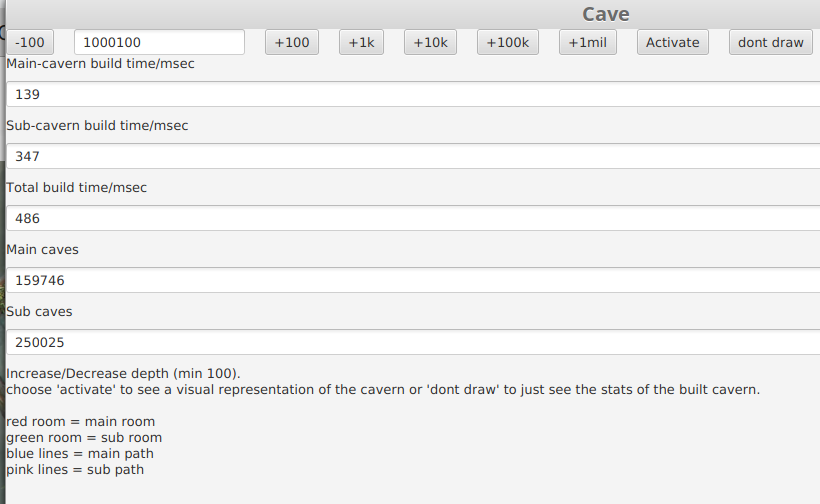 Cave
-100 1000100 +100 +1k +10k +100k +1mil Activate dont draw
Main-cavern build time/msec
139
Sub-cavern build time/msec
347
Total build time/msec
486
Main caves
159746
Sub caves
250025
Increase/Decrease depth (min 100).
choose 'activate' to see a visual representation of the cavern or 'dont draw' to just see the stats of the built cavern.
red room = main room
green room = sub room
blue lines = main path
pink lines = sub path